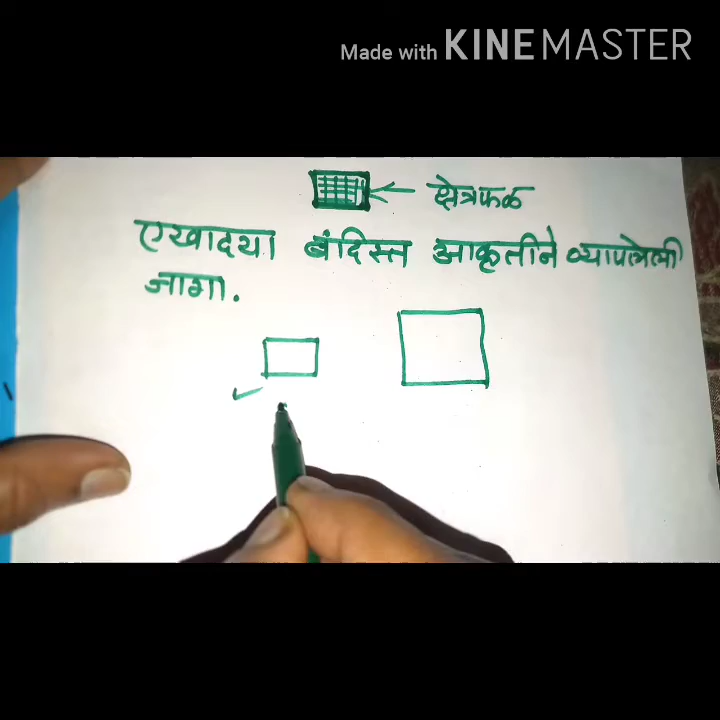 Made with KINEMASTER
क्षेत्रफळ
एखादया बंदिस्त आकृतीने व्यापलेली
जागा.